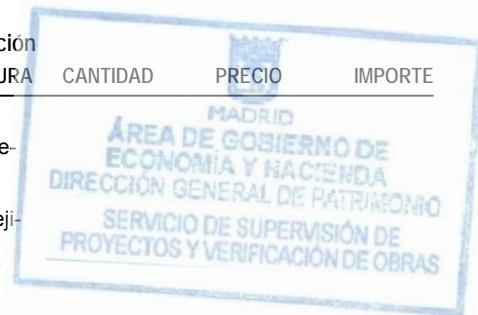 ción
URA CANTIDAD PRECIO IMPORTE
MADRID
ÁREA DE GOBIERNO DE
ECONOMÍA Y HACIENDA
DIRECCIÓN GENERAL DE PATRIMONIO
SERVICIO DE SUPERVISIÓN DE
PROYECTOS Y VERIFICACIÓN DE OBRAS
e-
eji-